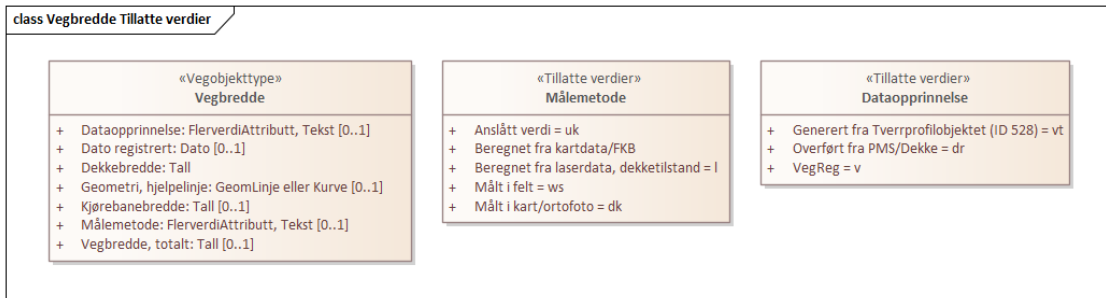 class Vegbredde Tillatte verdier
«Vegobjekttype»
Vegbredde
+ Dataopprinnelse: FlerverdiAttributt, Tekst [0..1]
+ Dato registrert: Dato [0..1]
+ Dekkebredde: Tall
+ Geometri, hjelpelinje: GeomLinje eller Kurve [0..1]
+ Kjørebanebredde: Tall [0..1]
+ Målemetode: FlerverdiAttributt, Tekst [0..1]
+ Vegbredde, totalt: Tall [0..1]
«Tillatte verdier»
Målemetode
+ Anslått verdi = uk
+ Beregnet fra kartdata/FKB
+ Beregnet fra laserdata, dekketilstand = l
+ Målt i felt = ws
+ Målt i kart/ortofoto = dk
«Tillatte verdier»
Dataopprinnelse
+ Generert fra Tverrprofilobjektet (ID 528) = vt
+ Overført fra PMS/Dekke = dr
+ VegReg = v